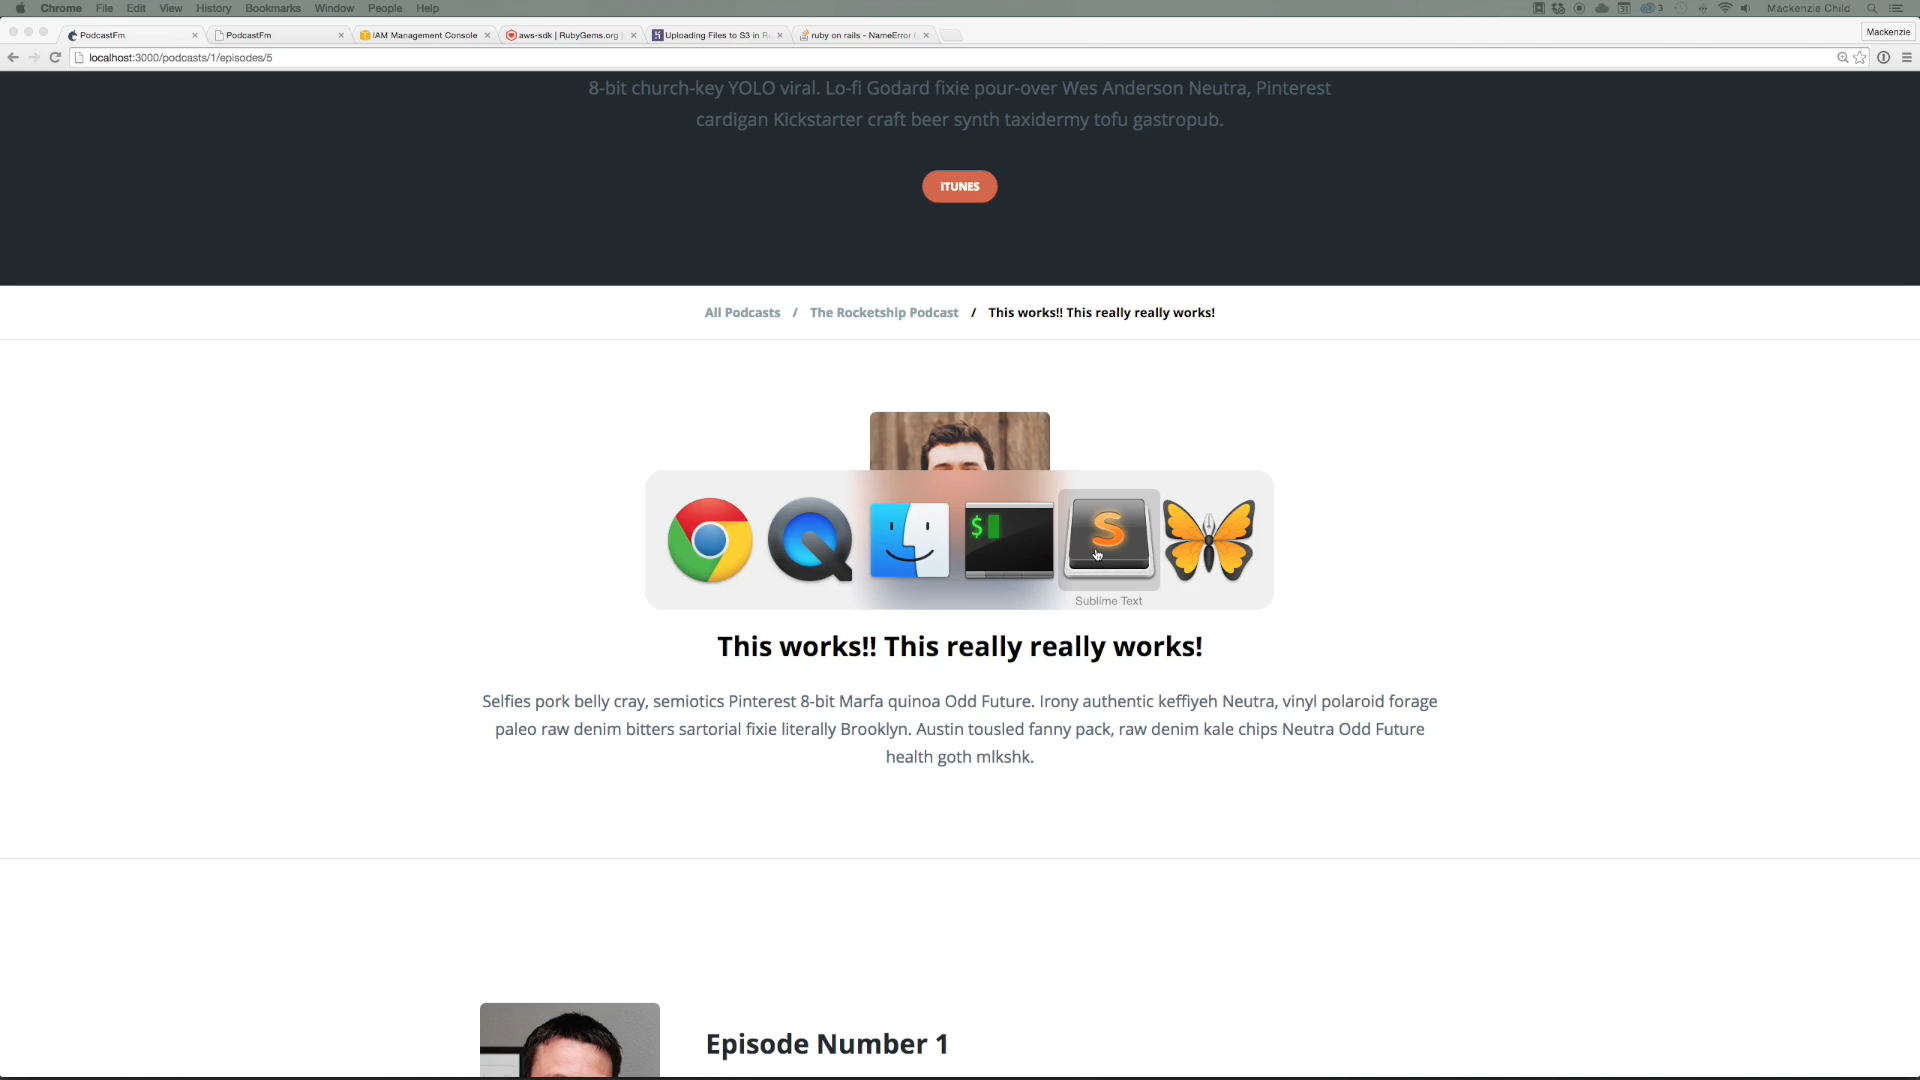 Chrome File Edit View History Bookmarks Window People Help
3
Mackenzie Child
PodcastFm
PodcastFm
IAM Management Console
aws-sdk | RubyGems.org |
Uploading Files to S3 in R
ruby on rails - NameError (
Mackenzie
localhost:3000/podcasts/1/episodes/5
8-bit church-key YOLO viral. Lo-fi Godard fixie pour-over Wes Anderson Neutra, Pinterest
cardigan Kickstarter craft beer synth taxidermy tofu gastropub.
ITUNES
All Podcasts / The Rocketship Podcast / This works!! This really really works!
$
S
Sublime Text
This works!! This really really works!
Selfies pork belly cray, semiotics Pinterest 8-bit Marfa quinoa Odd Future. Irony authentic keffiyeh Neutra, vinyl polaroid forage
paleo raw denim bitters sartorial fixie literally Brooklyn. Austin tousled fanny pack, raw denim kale chips Neutra Odd Future
health goth mlkshk.
Episode Number 1